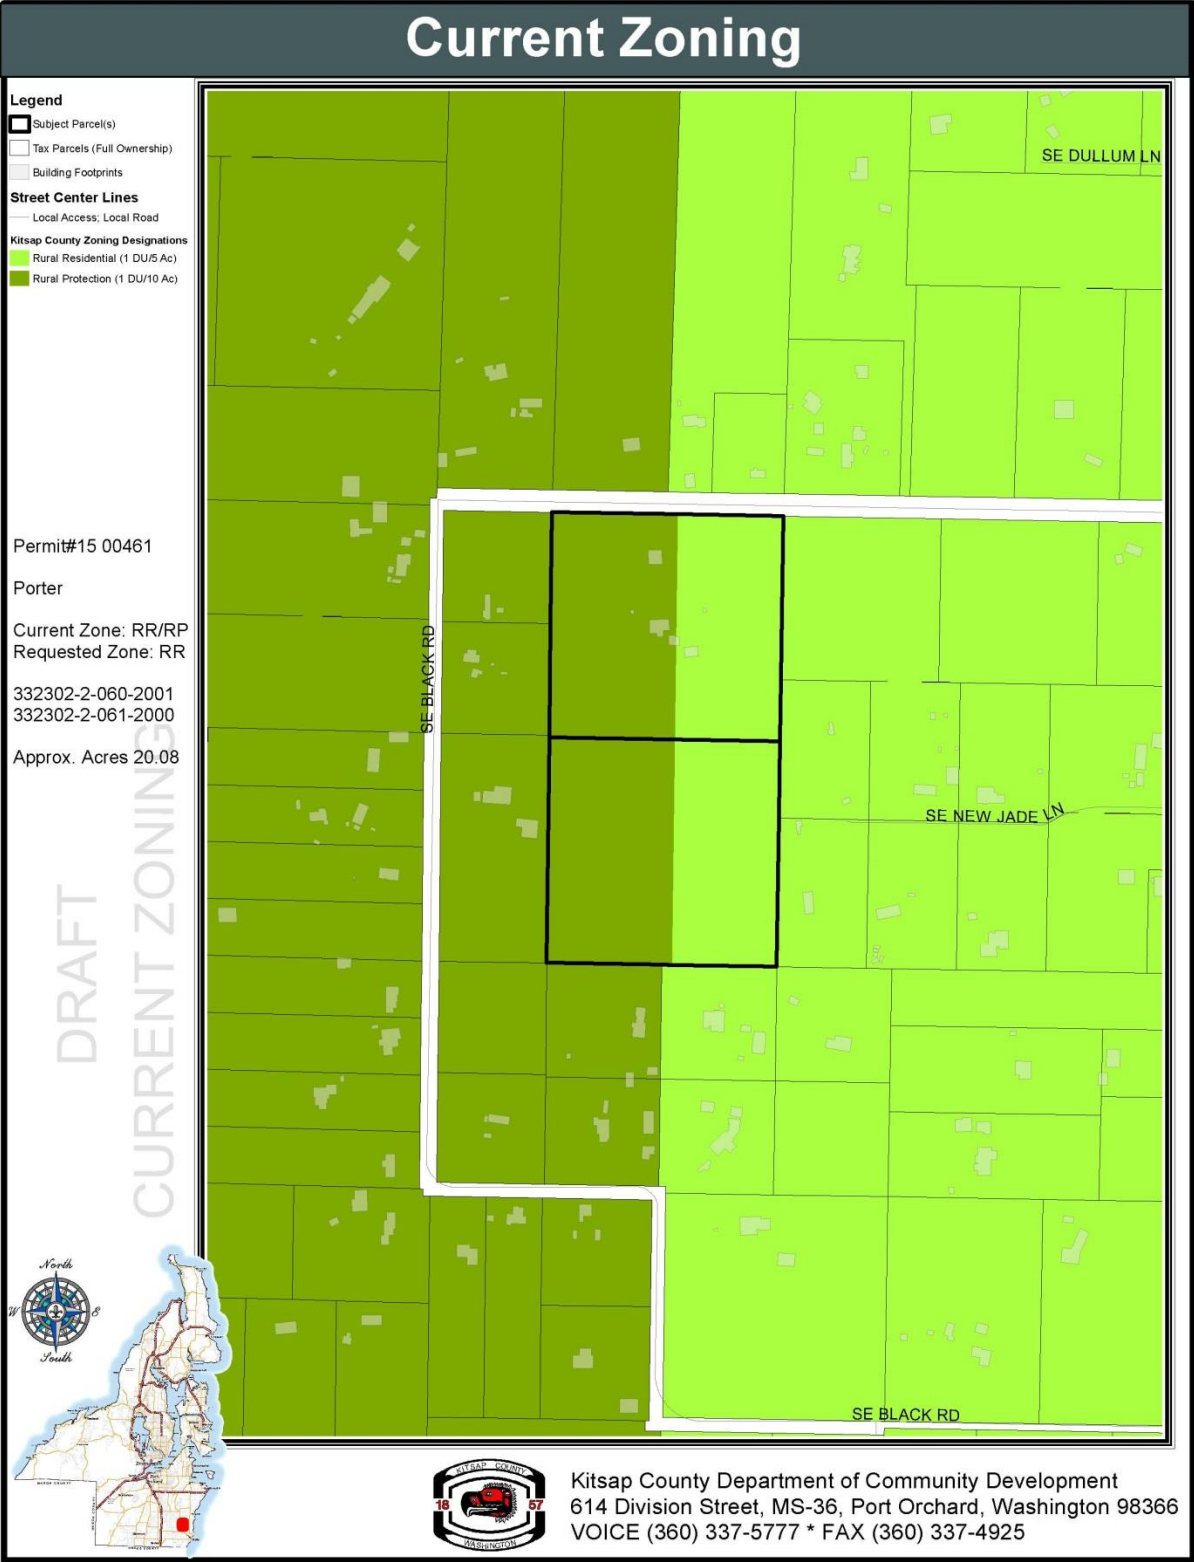 Current Zoning
Legend
Subject Parcel(s)
Tax Parcels (Full Ownership)
Building Footprints
Street Center Lines
Local Access; Local Road
Kitsap County Zoning Designations
Rural Residential (1 DU/5 Ac)
Rural Protection (1 DU/10 Ac)
Permit#15 00461
Porter
Current Zone: RR/RP
Requested Zone: RR
332302-2-060-2001
332302-2-061-2000
Approx. Acres 20.08
DRAFT
CURRENT ZONING
SE DULLUM LN
SE BLACK RD
SE NEW JADE LN
SE BLACK RD
North
W
E
South
KITSAP COUNTY
18 57
WASHINGTON
Kitsap County Department of Community Development
614 Division Street, MS-36, Port Orchard, Washington 98366
VOICE (360) 337-5777 * FAX (360) 337-4925